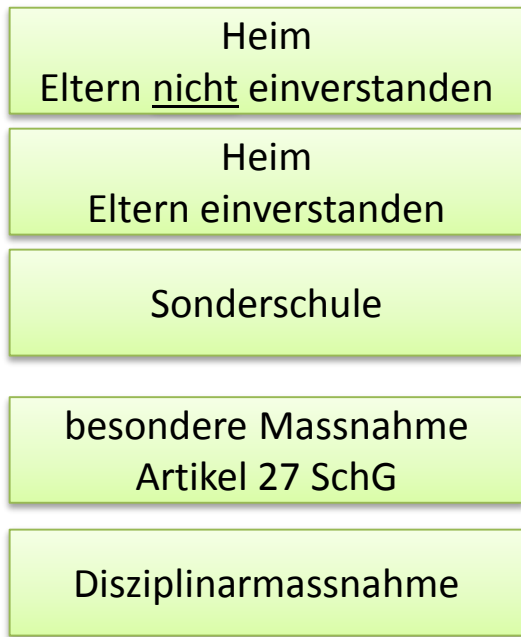 Heim
Eltern nicht einverstanden
Heim
Eltern einverstanden
Sonderschule
besondere Massnahme
Artikel 27 SchG
Disziplinarmassnahme